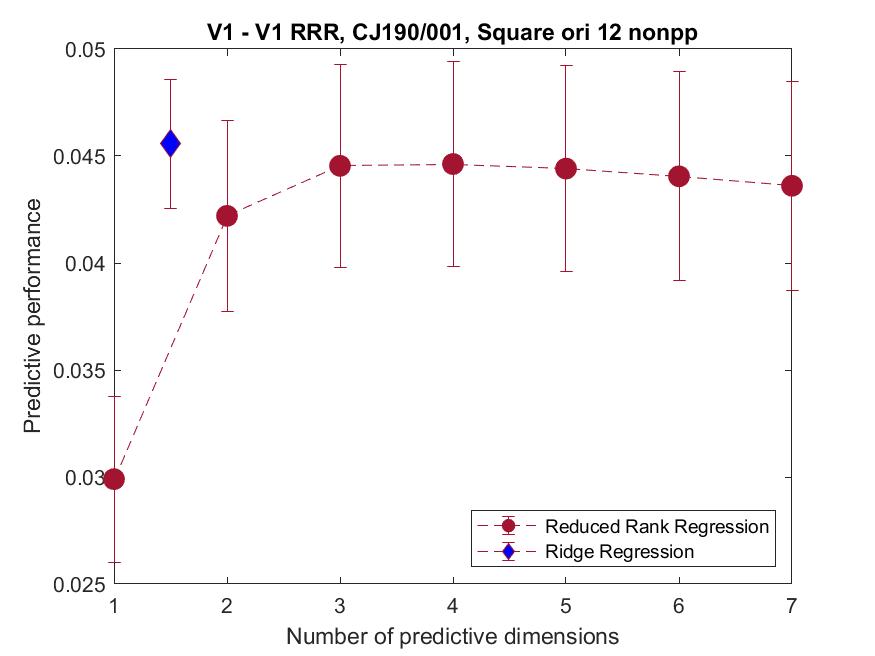 V1 - V1 RRR, CJ190/001, Square ori 12 nonpp
0.05
0.045
0.04
0.035
0.03
0.025
Predictive performance
1 2 3 4 5 6 7
Number of predictive dimensions
Reduced Rank Regression
Ridge Regression